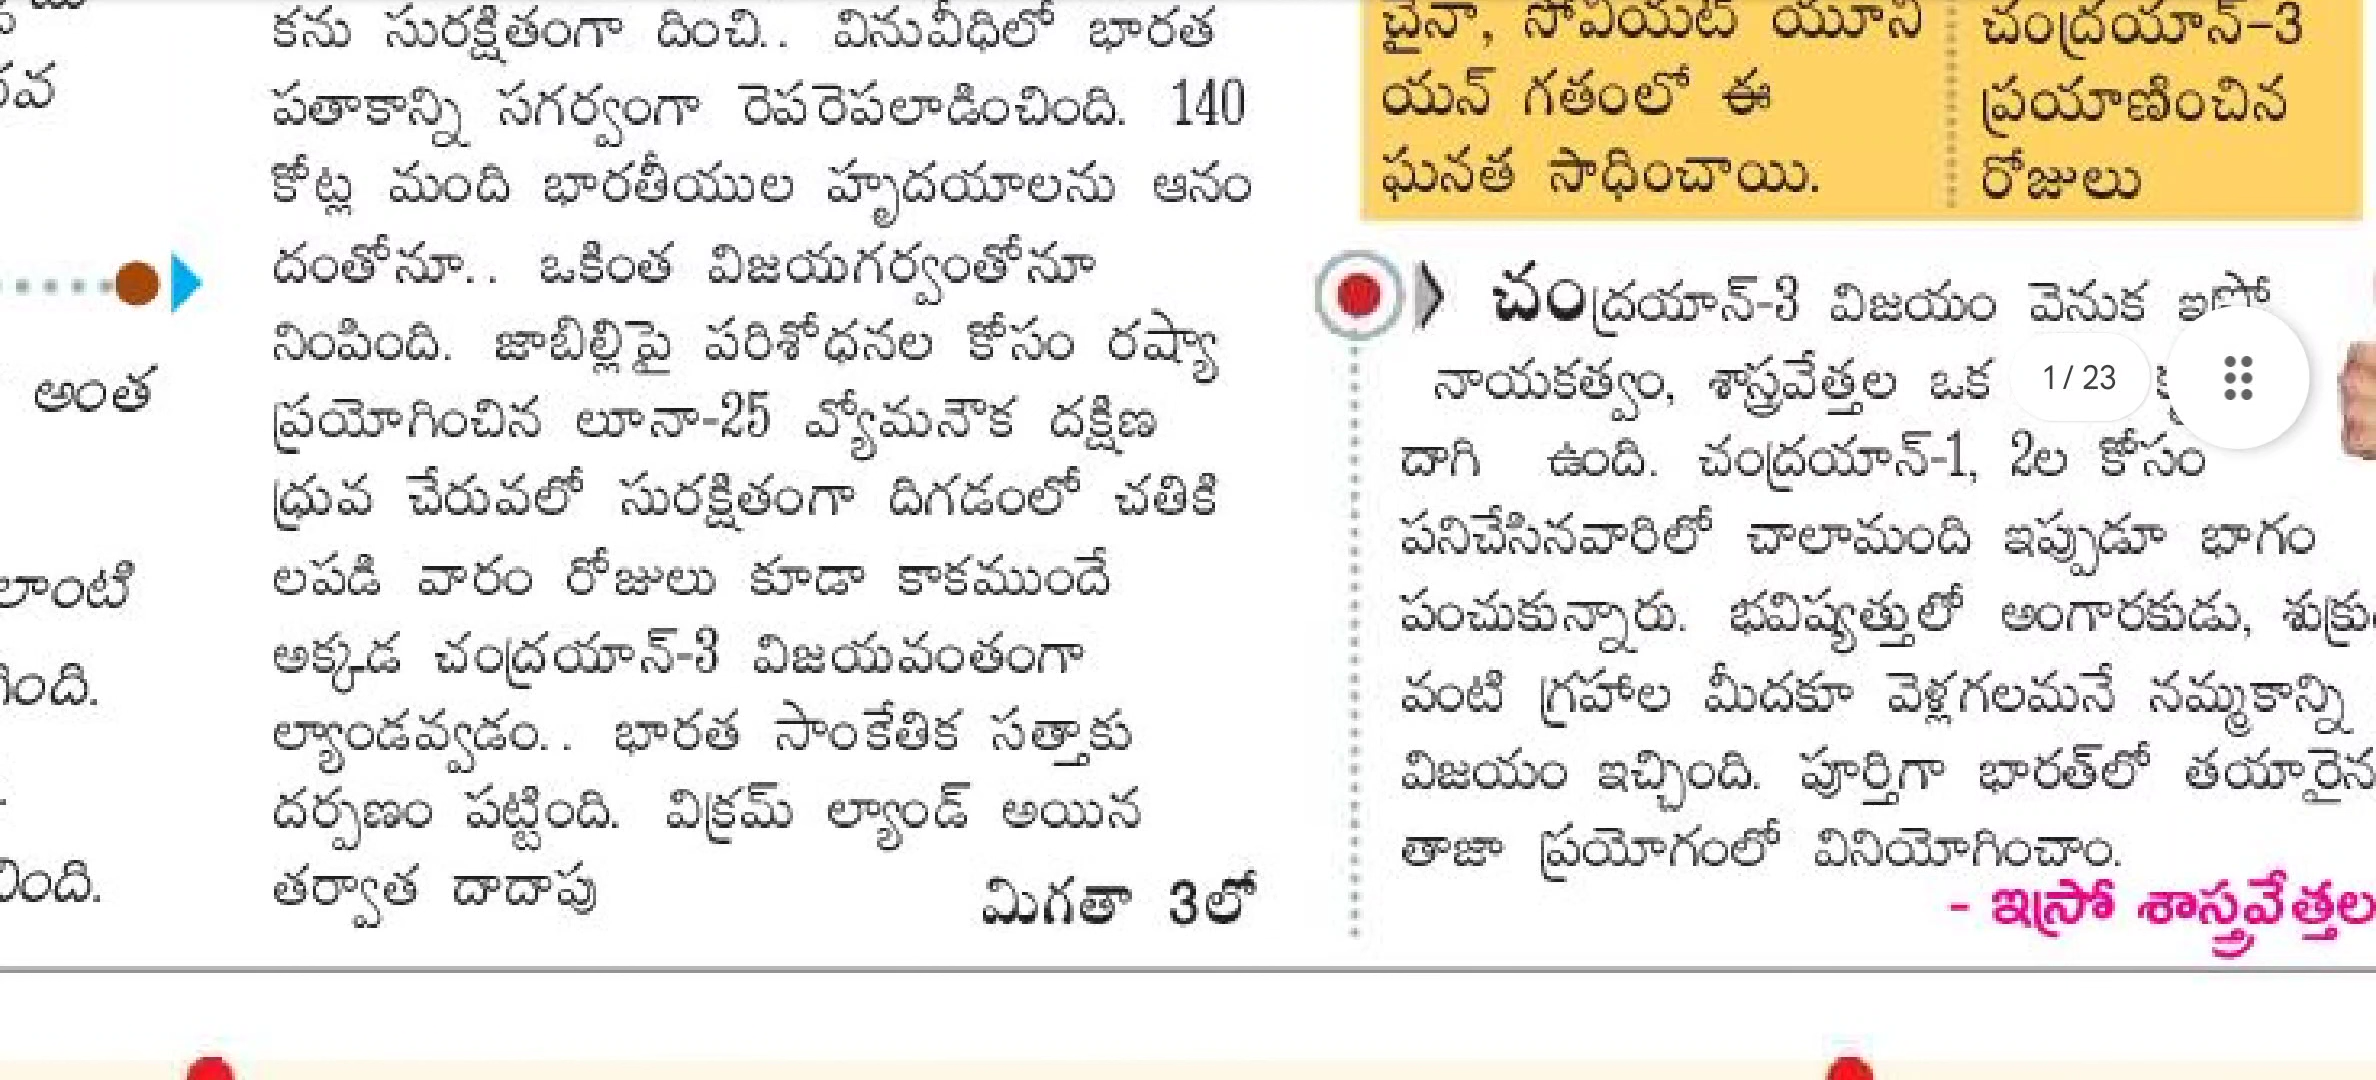 కను సురక్షితంగా దించి.. వినువీధిలో భారత
పతాకాన్ని సగర్వంగా రెపరెపలాడించింది. 140
కోట్ల మంది భారతీయుల హృదయాలను ఆనం
దంతోనూ.. ఒకింత విజయగర్వంతోనూ
నింపింది. జాబిల్లిపై పరిశోధనల కోసం రష్యా
ప్రయోగించిన లూనా-25 వ్యోమనౌక దక్షిణ
ధ్రువ చేరువలో సురక్షితంగా దిగడంలో చతికి
లపడి వారం రోజులు కూడా కాకముందే
అక్కడ చంద్రయాన్-3 విజయవంతంగా
ల్యాండవ్వడం.. భారత సాంకేతిక సత్తాకు
దర్పణం పట్టింది. విక్రమ్ ల్యాండ్ అయిన
తర్వాత దాదాపు
మిగతా 3లో
అంత
చైనా, సోవియట్ యూని
యన్ గతంలో ఈ
ఘనత సాధించాయి.
చంద్రయాన్-3
ప్రయాణించిన
రోజులు
చంద్రయాన్-3 విజయం వెనుక ఇస్రో
నాయకత్వం, శాస్త్రవేత్తల ఒక
దాగి ఉంది. చంద్రయాన్-1, 2ల కోసం
పనిచేసినవారిలో చాలామంది ఇప్పుడూ భాగం
పంచుకున్నారు. భవిష్యత్తులో అంగారకుడు,
వంటి గ్రహాల మీదకూ వెళ్లగలమనే నమ్మకాన్ని
విజయం ఇచ్చింది. పూర్తిగా భారత్‌లో తయారైన
తాజా ప్రయోగంలో వినియోగించాం.
- ఇస్రో శాస్త్రవేత్తల
1 / 23